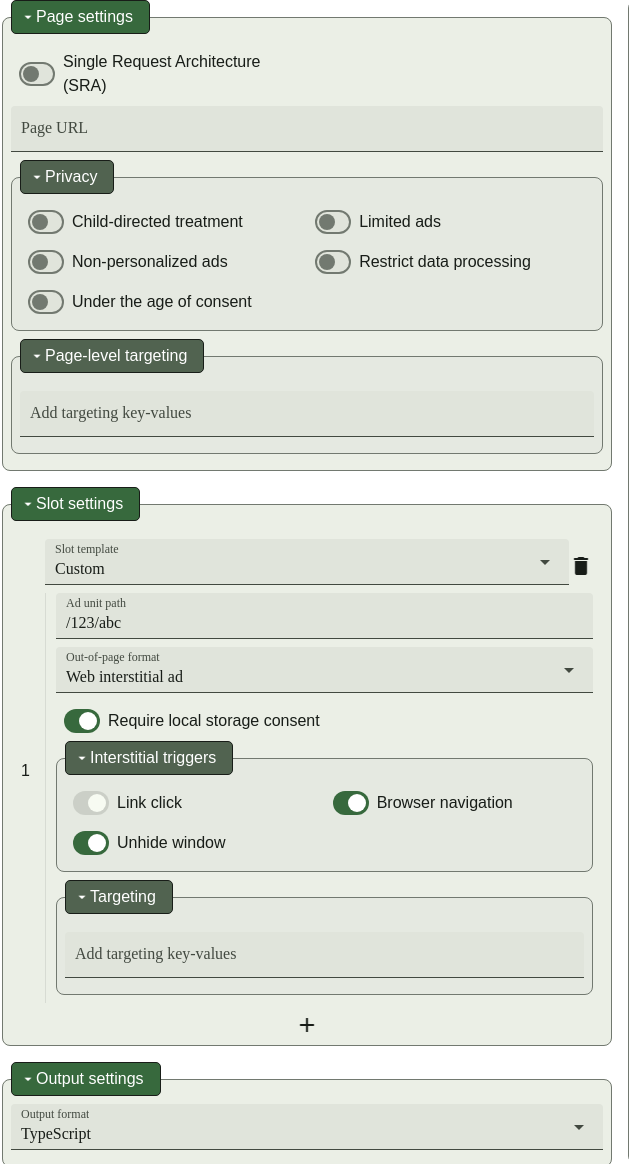 Page settings
Single Request Architecture
(SRA)
Page URL
Privacy
Child-directed treatment
Limited ads
Non-personalized ads
Restrict data processing
Under the age of consent
Page-level targeting
Add targeting key-values
Slot settings
Slot template
Custom
Ad unit path
/123/abc
Out-of-page format
Web interstitial ad
Require local storage consent
Interstitial triggers
1
Link click
Browser navigation
Unhide window
Targeting
Add targeting key-values
+
Output settings
Output format
TypeScript